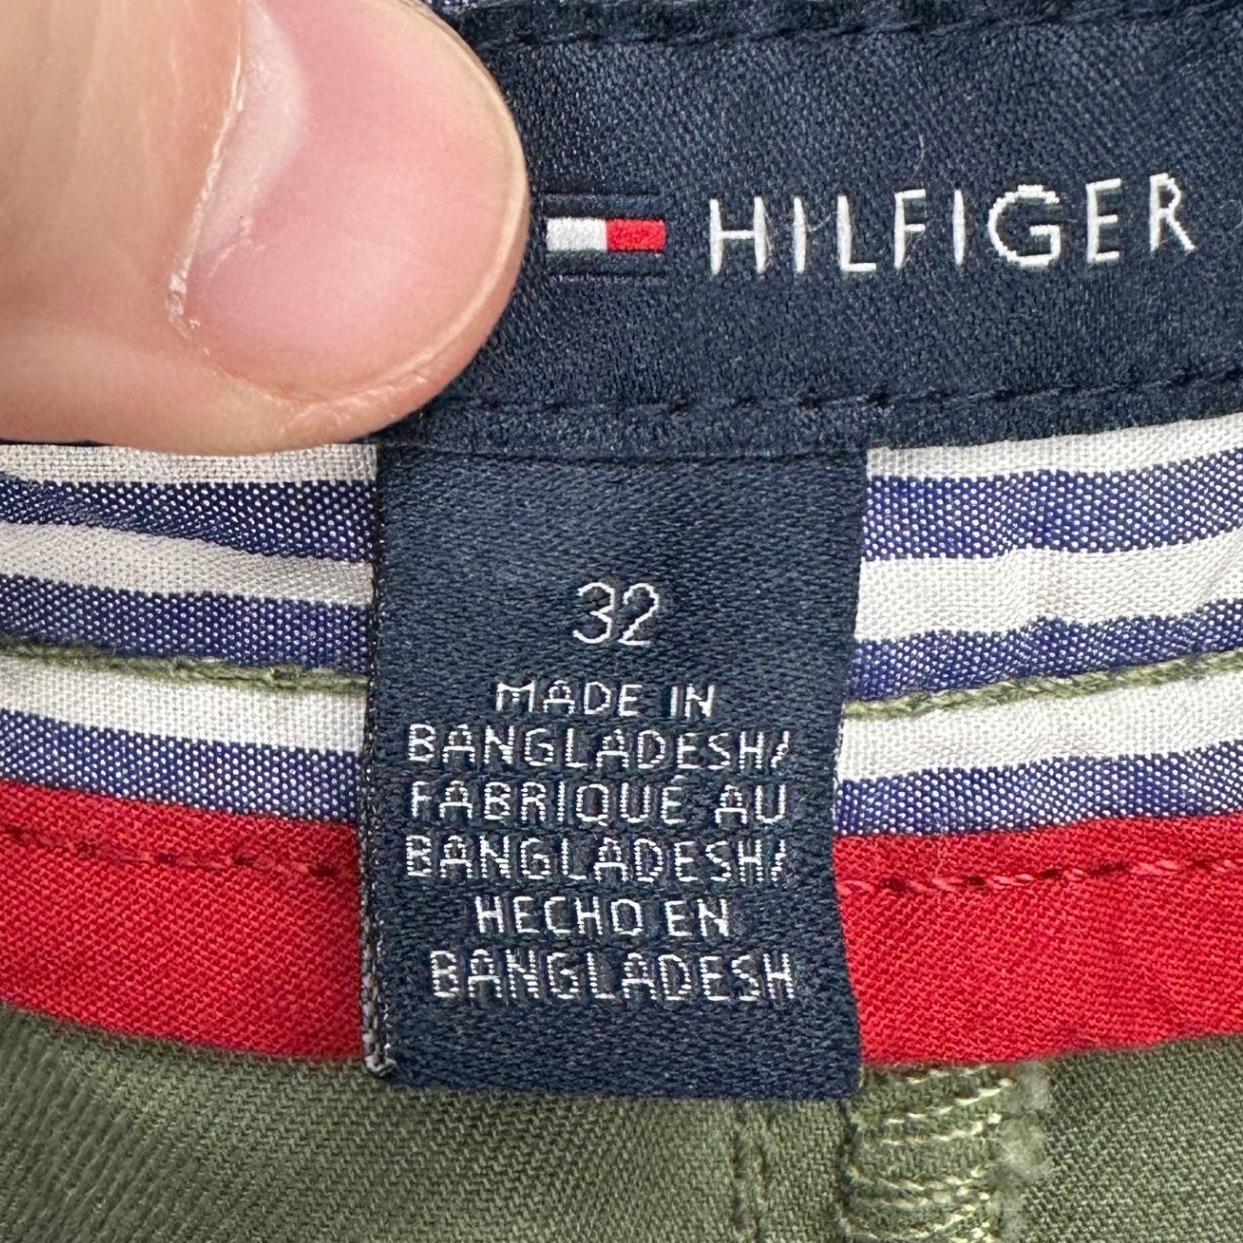 HILFIGER
32
MADE IN
BANGLADESH/
FABRIQUÉ AU
BANGLADESH/
HECHO EN
BANGLADESH